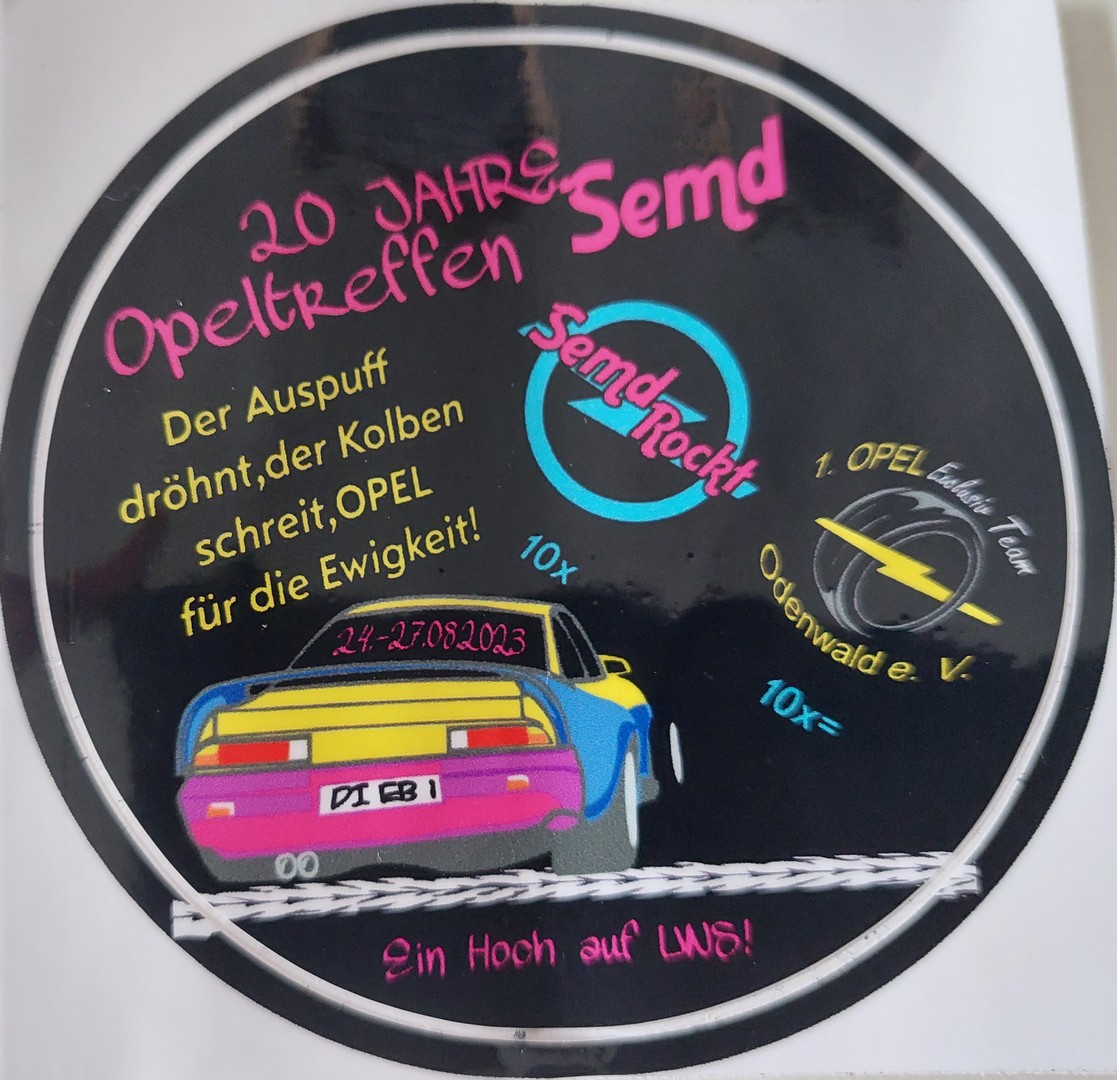 20 JAHRE
Opeltreffen
Semd
Semd
Rockt
Der Auspuff
dröhnt,der Kolben
schreit,OPEL
für die Ewigkeit!
10x
1. OPEL Exclusiv Team
Odenwald e. V.
10x=
24.-27.08.2023
DI EB 1
Ein Hoch auf UNS!